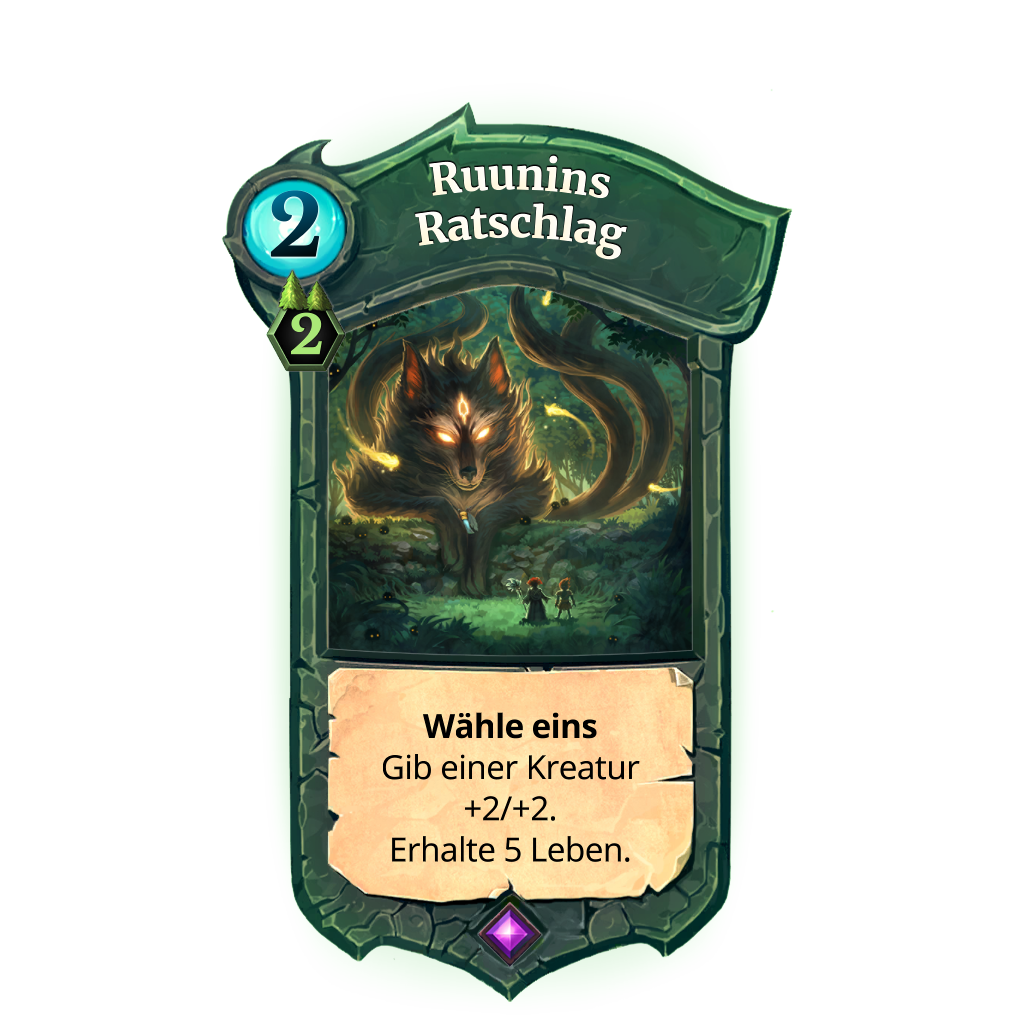 Ruunins
Ratschlag
2
2
Wähle eins
Gib einer Kreatur
+2/+2.
Erhalte 5 Leben.